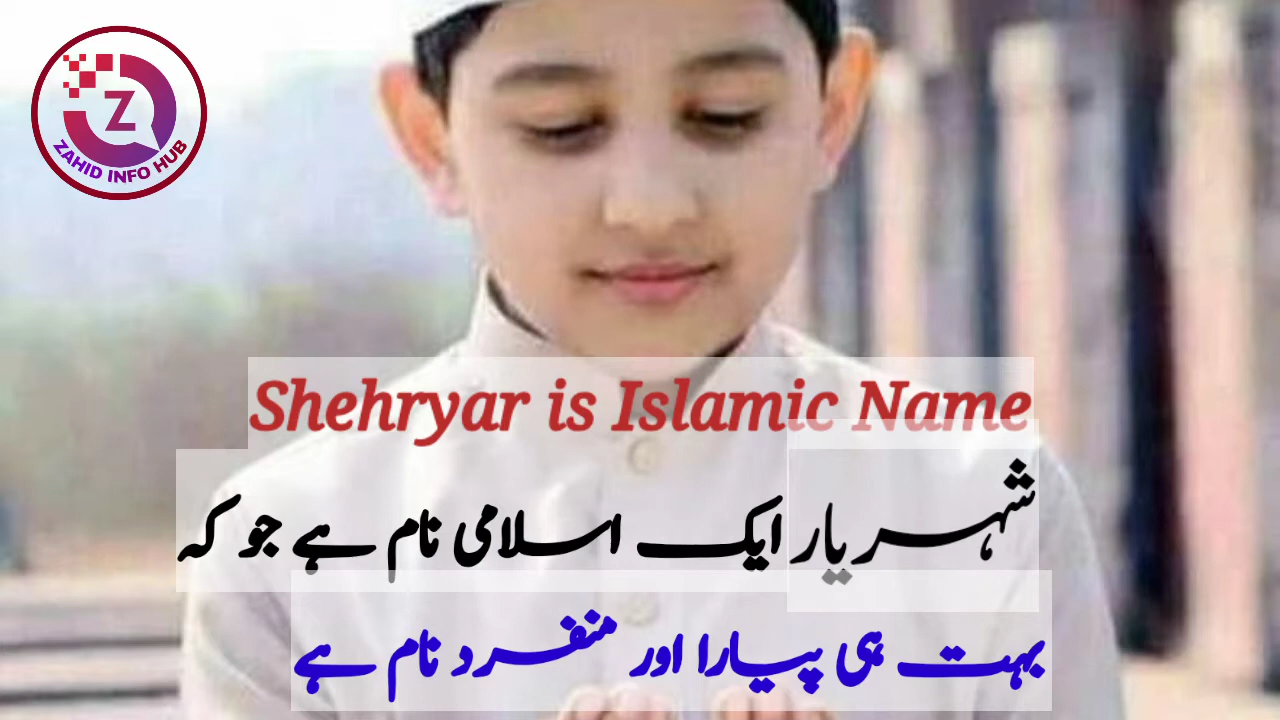 Z
ZAHID INFO HUB
Shehryar is Islamic Name
شہریار ایک اسلامی نام ہے جو کہ
بہت ہی پیارا اور منفرد نام ہے